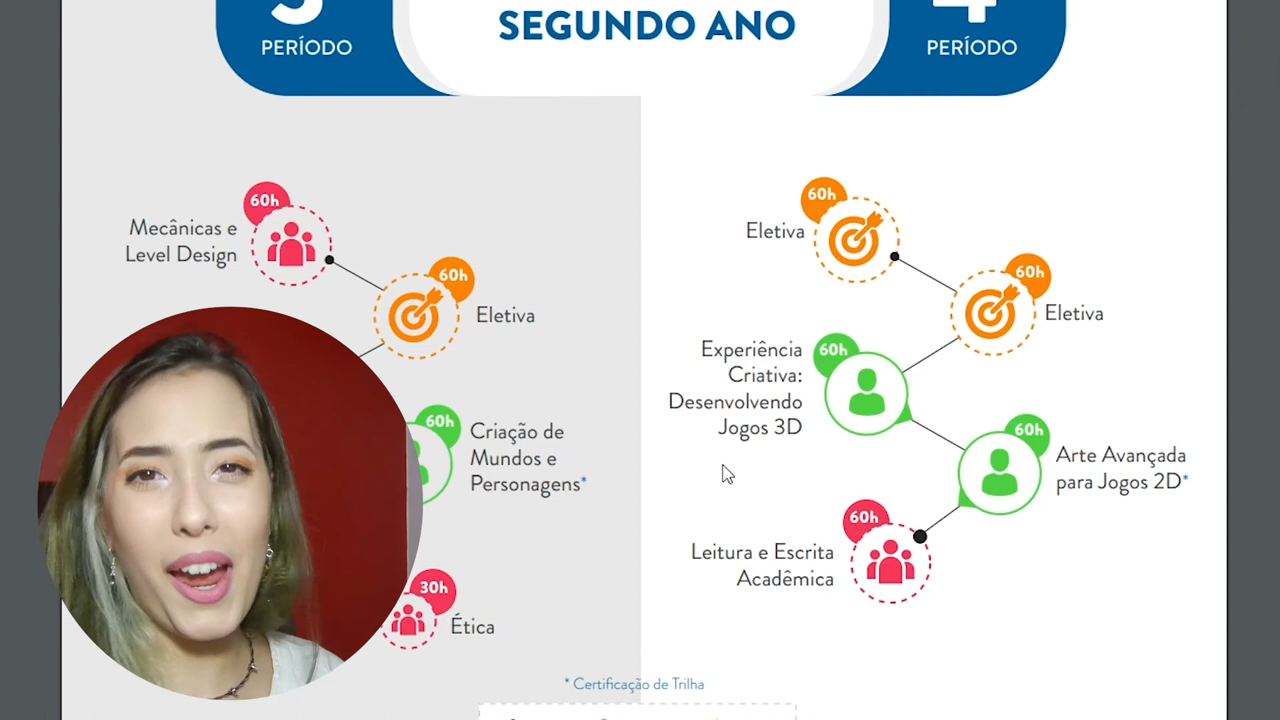 PERÍODO
SEGUNDO ANO
PERÍODO
60h
Mecânicas e
Level Design
60h
Eletiva
60h
Criação de
Mundos e
Personagens*
30h
Ética
60h
Eletiva
60h
Eletiva
60h
Experiência
Criativa:
Desenvolvendo
Jogos 3D
60h
Arte Avançada
para Jogos 2D*
60h
Leitura e Escrita
Acadêmica
* Certificação de Trilha